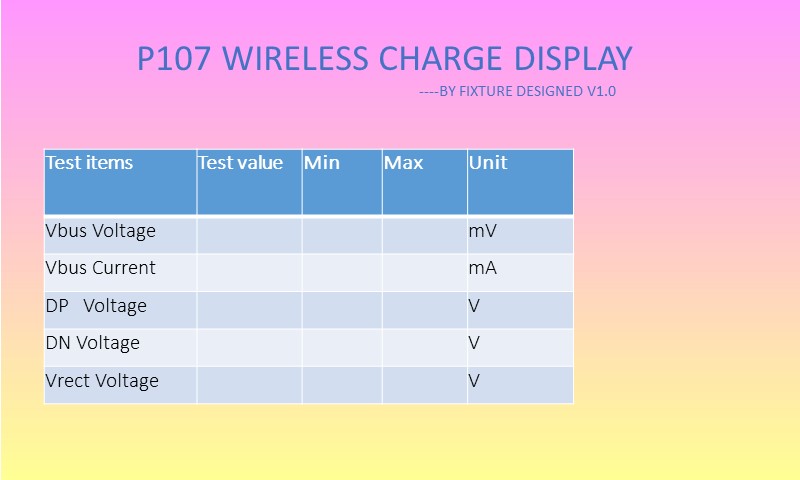 P107 WIRELESS CHARGE DISPLAY
----BY FIXTURE DESIGNED V1.0
Test items Test value Min Max Unit
Vbus Voltage mV
Vbus Current mA
DP Voltage V
DN Voltage V
Vrect Voltage V